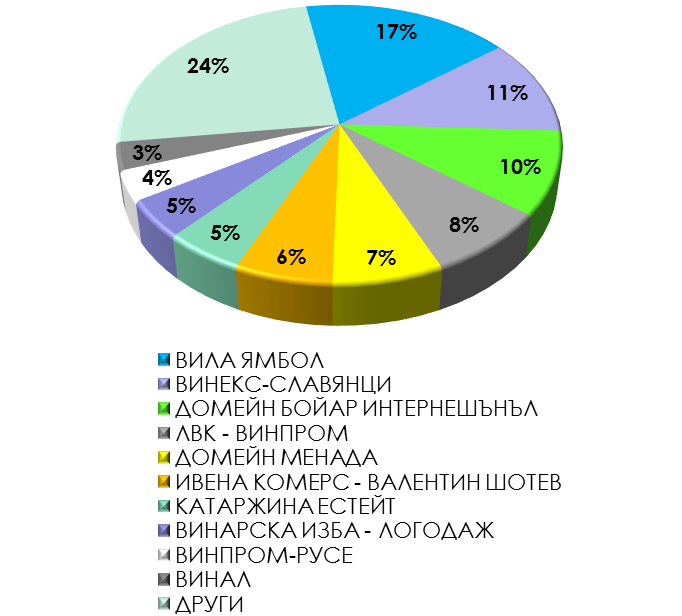 17%
24%
11%
10%
3%
4%
5%
5%
8%
6%
7%
ВИЛА ЯМБОЛ
ВИНЕКС-СЛАВЯНЦИ
ДОМЕЙН БОЙАР ИНТЕРНЕШЪНЪЛ
ЛВК - ВИНПРОМ
ДОМЕЙН МЕНАДА
ИВЕНА КОМЕРС - ВАЛЕНТИН ШОТЕВ
КАТАРЖИНА ЕСТЕЙТ
ВИНАРСКА ИЗБА - ЛОГОДАЖ
ВИНПРОМ-РУСЕ
ВИНАЛ
ДРУГИ